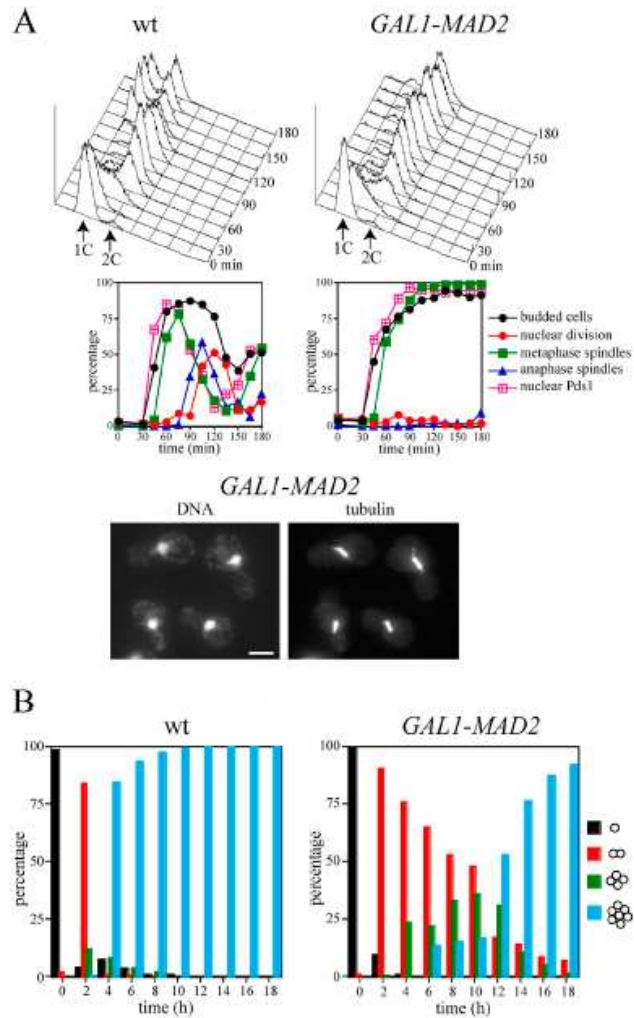 A
wt
GAL1-MAD2
180
150
120
90
60
30
0 min
1C
2C
180
150
120
90
60
30
0 min
1C
2C
100
75
50
25
0
percentage
0 30 60 90 120 150 180
time (min)
100
75
50
25
0
percentage
0 30 60 90 120 150 180
time (min)
budded cells
nuclear division
metaphase spindles
anaphase spindles
nuclear Pds1
GAL1-MAD2
DNA
tubulin
B
wt
GAL1-MAD2
100
75
50
25
0
percentage
0 2 4 6 8 10 12 14 16 18
time (h)
100
75
50
25
0
percentage
0 2 4 6 8 10 12 14 16 18
time (h)